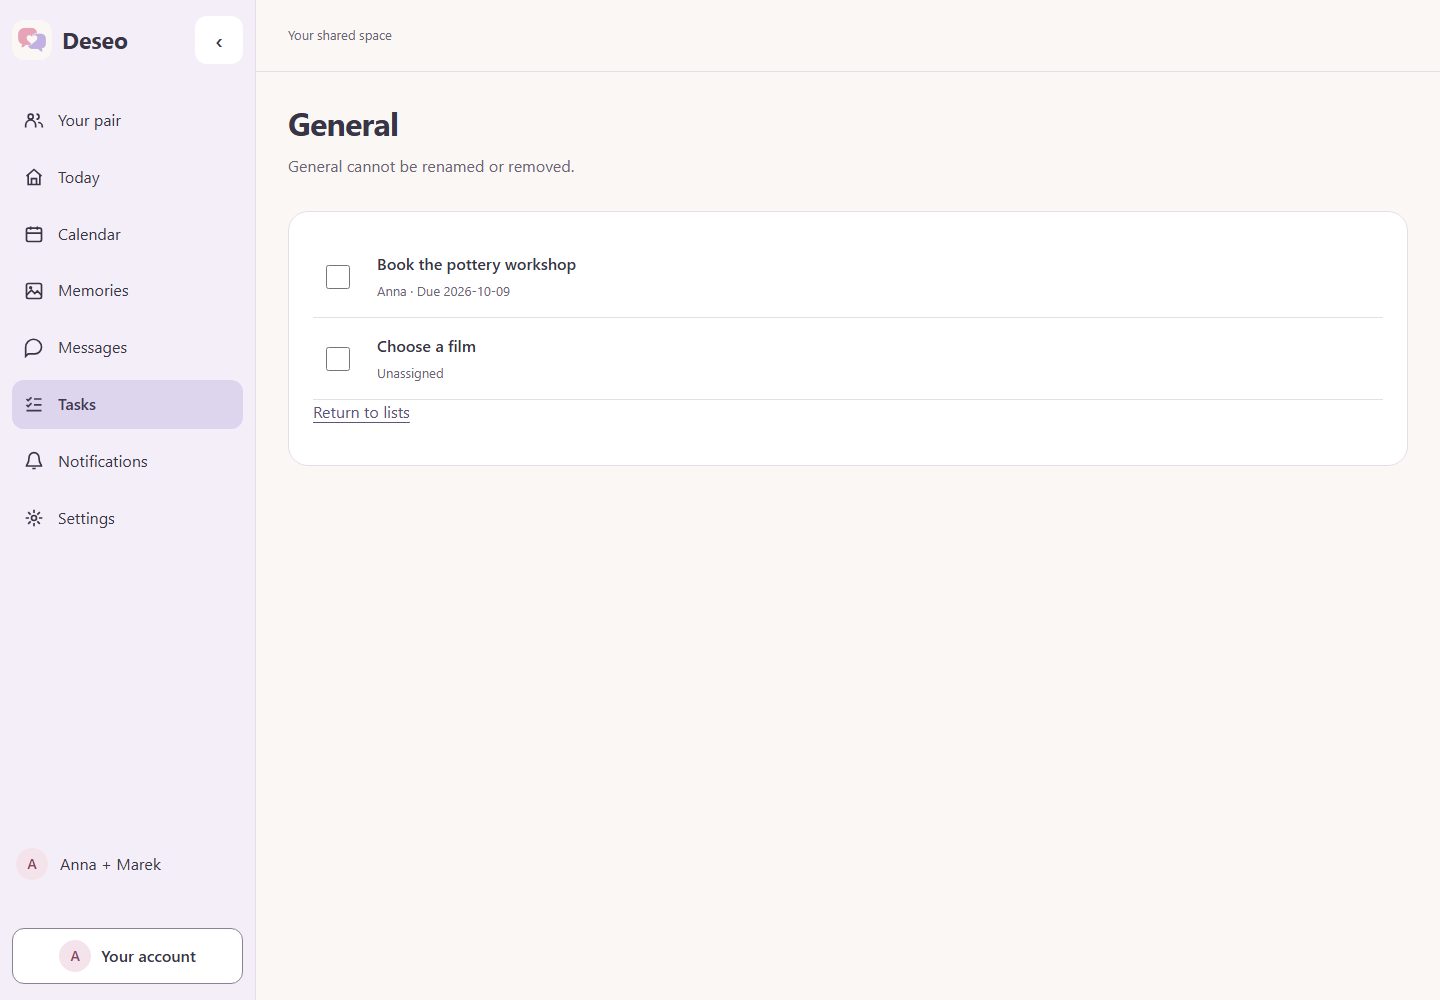 Deseo
‹
Your pair
Today
Calendar
Memories
Messages
Tasks
Notifications
Settings
A Anna + Marek
A Your account
Your shared space
General
General cannot be renamed or removed.
Book the pottery workshop
Anna · Due 2026-10-09
Choose a film
Unassigned
Return to lists